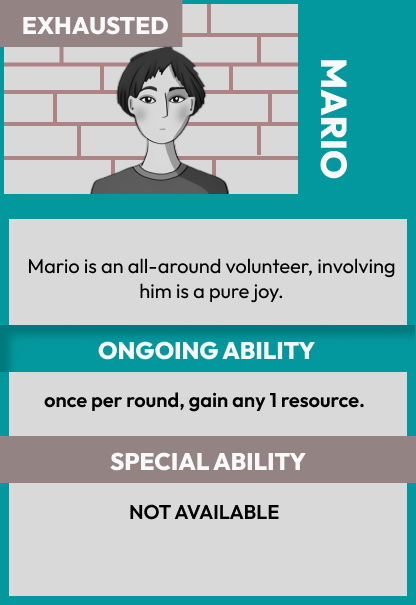 EXHAUSTED
MARIO
Mario is an all-around volunteer, involving
him is a pure joy.
ONGOING ABILITY
once per round, gain any 1 resource.
SPECIAL ABILITY
NOT AVAILABLE